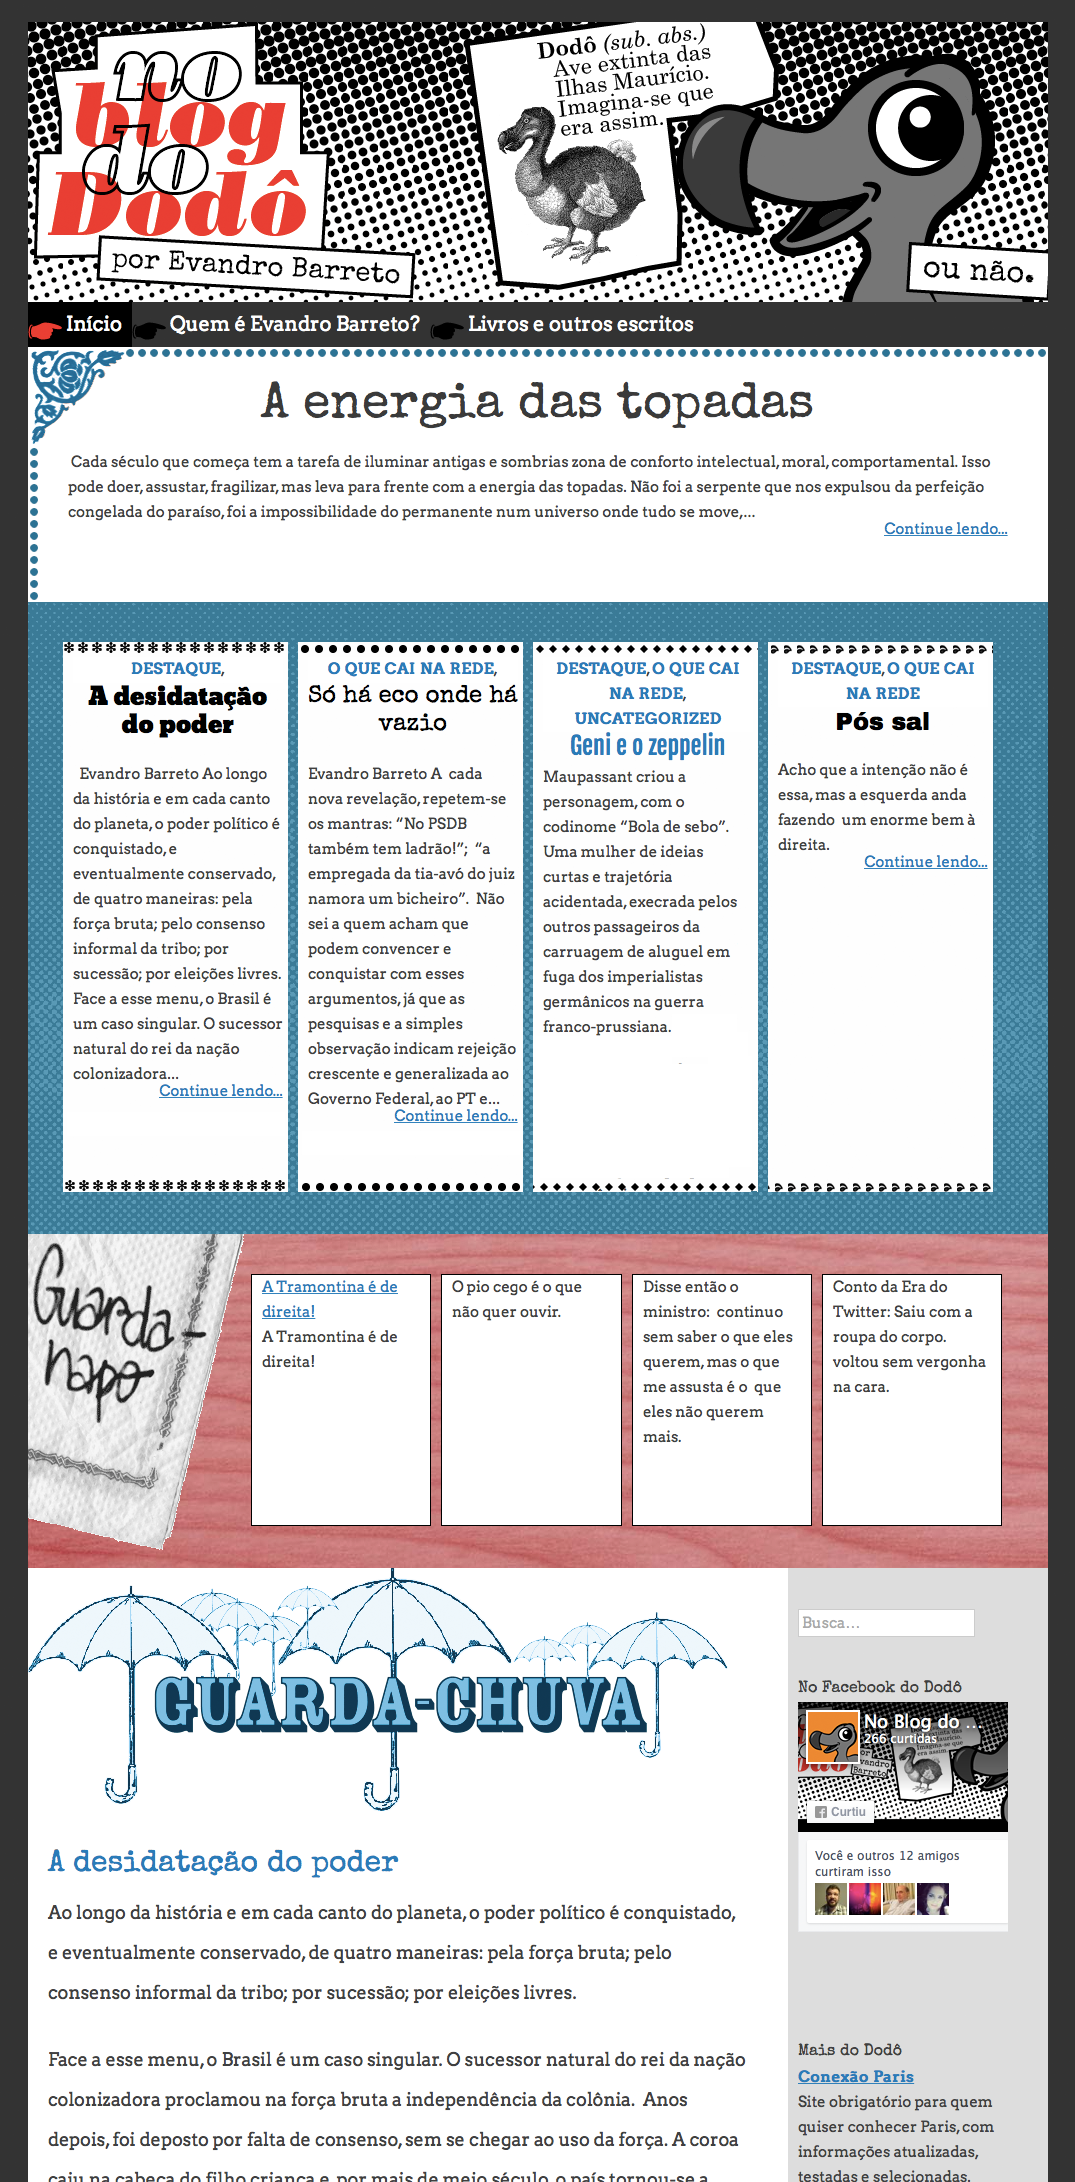 no
blog
do
Dodô
por Evandro Barreto
Dodô (sub. abs.)
Ave extinta das
Ilhas Maurício.
Imagina-se que
era assim.
ou não.
Início
Quem é Evandro Barreto?
Livros e outros escritos
A energia das topadas
Cada século que começa tem a tarefa de iluminar antigas e sombrias zona de conforto intelectual, moral, comportamental. Isso
pode doer, assustar, fragilizar, mas leva para frente com a energia das topadas. Não foi a serpente que nos expulsou da perfeição
congelada do paraíso, foi a impossibilidade do permanente num universo onde tudo se move,...
Continue lendo...
DESTAQUE,
A desidatação
do poder
Evandro Barreto Ao longo
da história e em cada canto
do planeta, o poder político é
conquistado, e
eventualmente conservado,
de quatro maneiras: pela
força bruta; pelo consenso
informal da tribo; por
sucessão; por eleições livres.
Face a esse menu, o Brasil é
um caso singular. O sucessor
natural do rei da nação
colonizadora...
Continue lendo...
O QUE CAI NA REDE,
Só há eco onde há
vazio
Evandro Barreto A cada
nova revelação, repetem-se
os mantras: “No PSDB
também tem ladrão!”; “a
empregada da tia-avó do juiz
namora um bicheiro”. Não
sei a quem acham que
podem convencer e
conquistar com esses
argumentos, já que as
pesquisas e a simples
observação indicam rejeição
crescente e generalizada ao
Governo Federal, ao PT e...
Continue lendo...
DESTAQUE, O QUE CAI
NA REDE,
UNCATEGORIZED
Geni e o zeppelin
Maupassant criou a
personagem, com o
codinome “Bola de sebo”.
Uma mulher de ideias
curtas e trajetória
acidentada, execrada pelos
outros passageiros da
carruagem de aluguel em
fuga dos imperialistas
germânicos na guerra
franco-prussiana.
DESTAQUE, O QUE CAI
NA REDE
Pós sal
Acho que a intenção não é
essa, mas a esquerda anda
fazendo um enorme bem à
direita.
Continue lendo...
Guarda-
napo
A Tramontina é de
direita!
A Tramontina é de
direita!
O pio cego é o que
não quer ouvir.
Disse então o
ministro: continuo
sem saber o que eles
querem, mas o que
me assusta é o que
eles não querem
mais.
Conto da Era do
Twitter: Saiu com a
roupa do corpo.
voltou sem vergonha
na cara.
GUARDA-CHUVA
A desidatação do poder
Ao longo da história e em cada canto do planeta, o poder político é conquistado,
e eventualmente conservado, de quatro maneiras: pela força bruta; pelo
consenso informal da tribo; por sucessão; por eleições livres.
Face a esse menu, o Brasil é um caso singular. O sucessor natural do rei da nação
colonizadora proclamou na força bruta a independência da colônia. Anos
depois, foi deposto por falta de consenso, sem se chegar ao uso da força. A coroa
caiu na cabeça do filho criança e, por mais de meio século, o país tornou-se a
Busca...
No Facebook do Dodô
No Blog do ...
266 curtidas
Curtiu
Você e outros 12 amigos
curtiram isso
Mais do Dodô
Conexão Paris
Site obrigatório para quem
quiser conhecer Paris, com
informações atualizadas,
testadas e selecionadas.